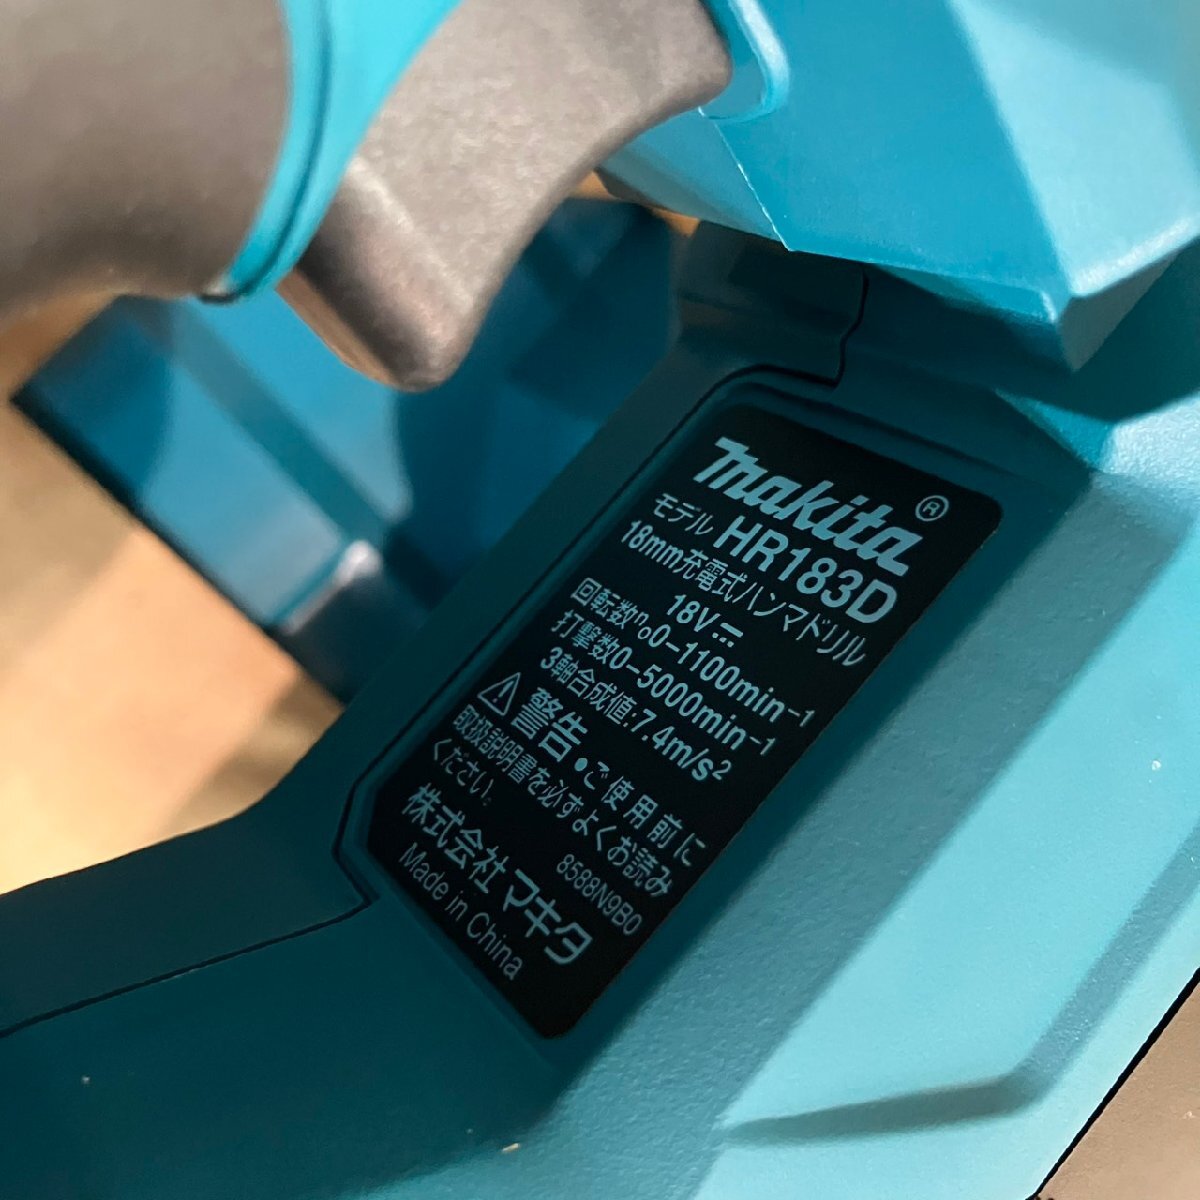 makita®
モデル HR183D
18mm充電式ハンマドリル
18V⎓
回転数n₀0−1100min⁻¹
打撃数0−5000min⁻¹
3軸合成値:7.4m/s²
⚠警告 ●ご使用前に
取扱説明書を必ずよくお読み
ください。
8588N9B0
株式会社マキタ
Made in China